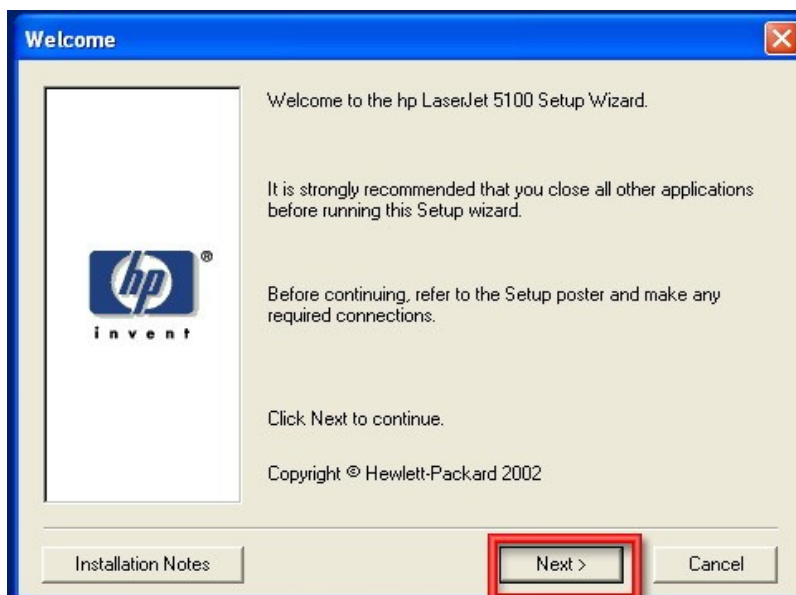 Welcome
Welcome to the hp LaserJet 5100 Setup Wizard.
It is strongly recommended that you close all other applications
before running this Setup wizard.
hp ®
invent
Before continuing, refer to the Setup poster and make any
required connections.
Click Next to continue.
Copyright © Hewlett-Packard 2002
Installation Notes
Next >
Cancel